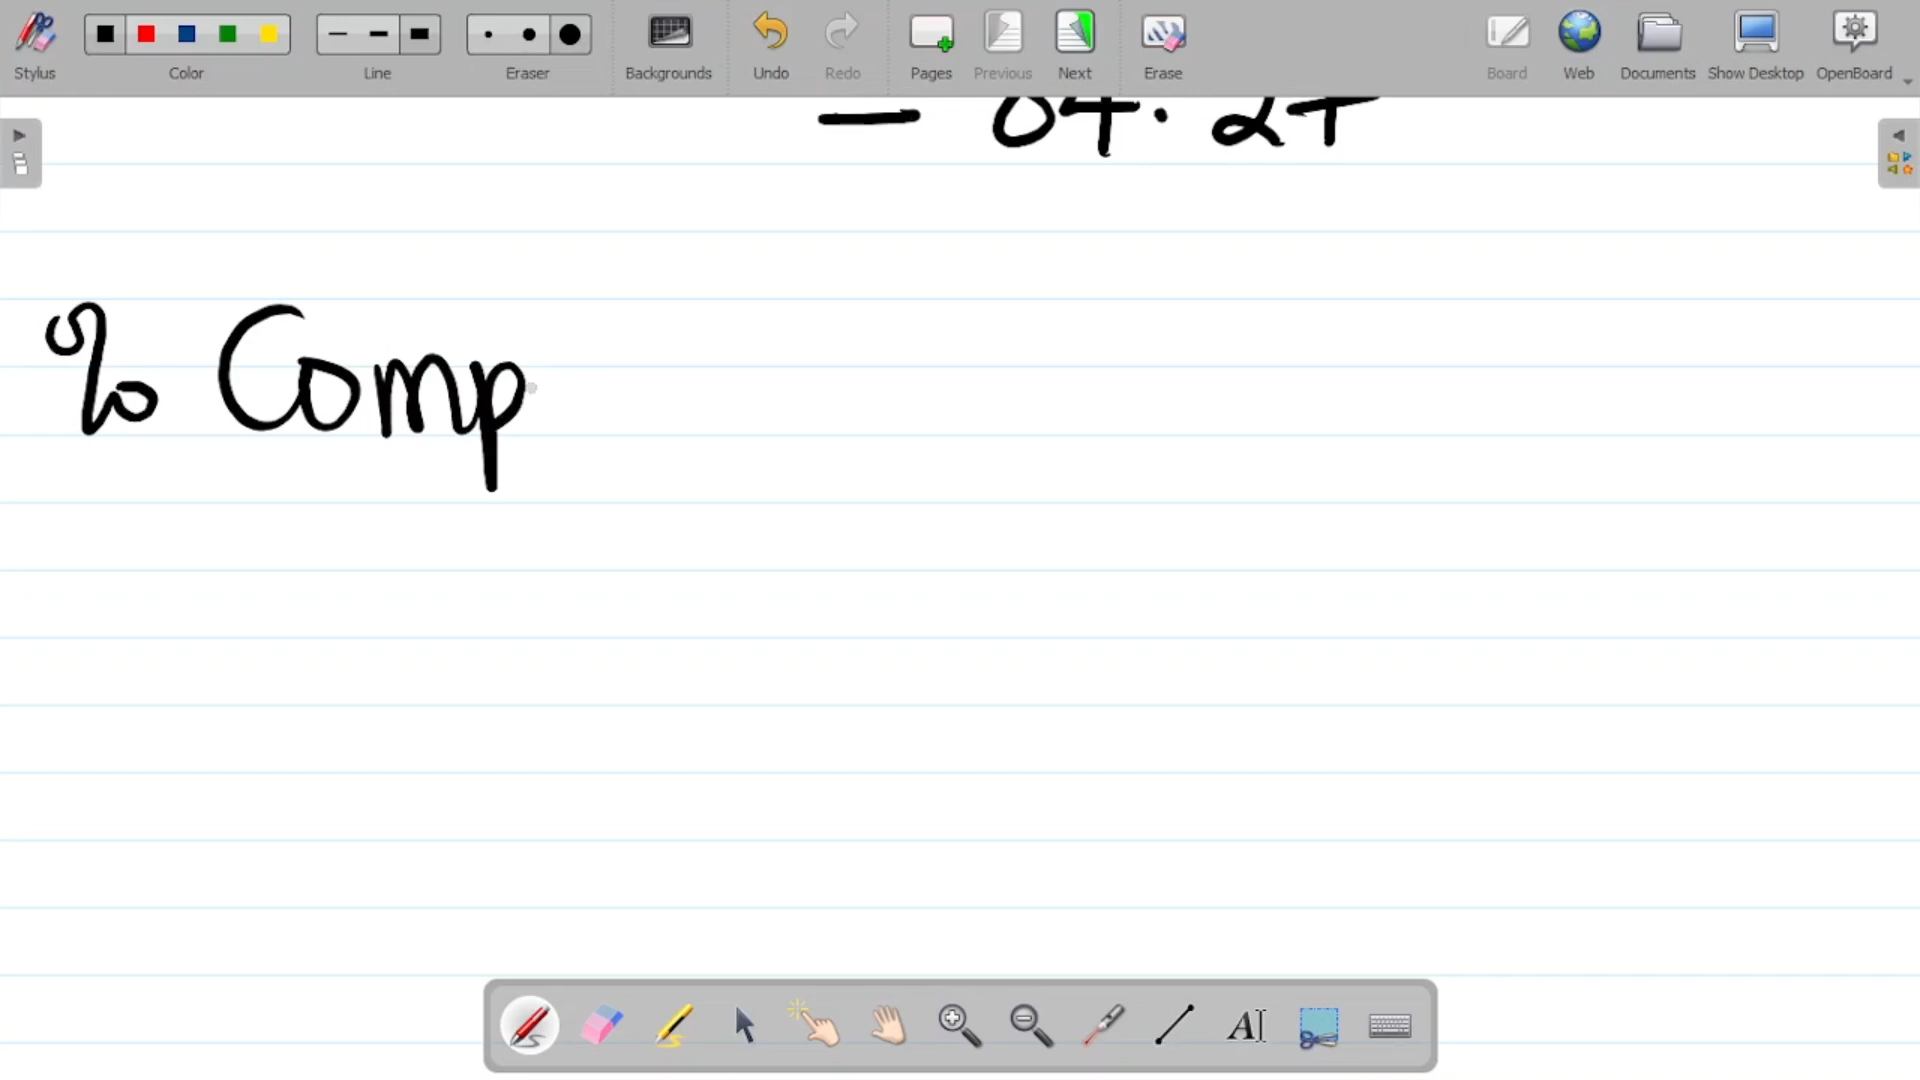 Stylus Color Line Eraser Backgrounds Undo Redo Pages Previous Next Erase Board Web Documents Show Desktop OpenBoard
% Comp